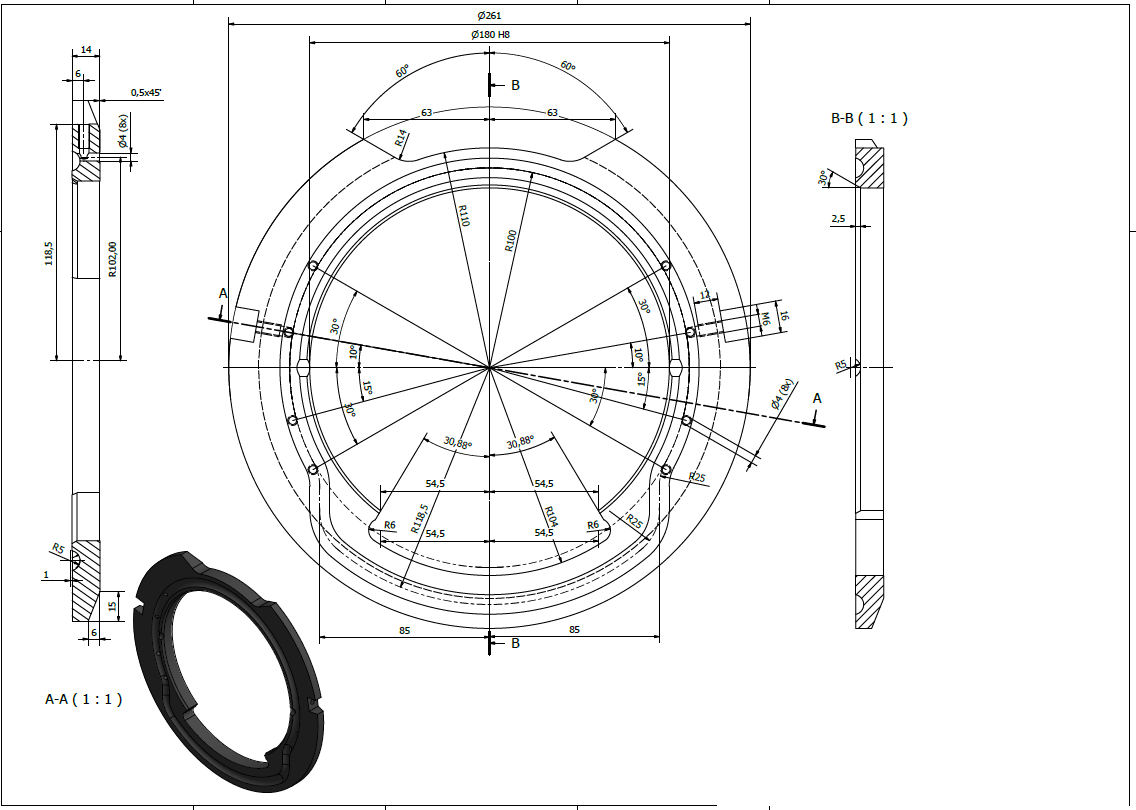 Ø261
Ø180 H8
60°
60°
B
63
63
R14
R110
R100
14
6
0,5x45°
Ø4 (8x)
118,5
R102,00
B-B ( 1 : 1 )
30°
2,5
R5
A
30°
10°
15°
30°
30°
10°
15°
30°
12
M6
16
Ø4 (8x)
A
30,88°
30,88°
54,5
54,5
R25
R118,5
R104
R6
R6
R25
54,5
54,5
R5
1
15
6
85
85
B
A-A ( 1 : 1 )